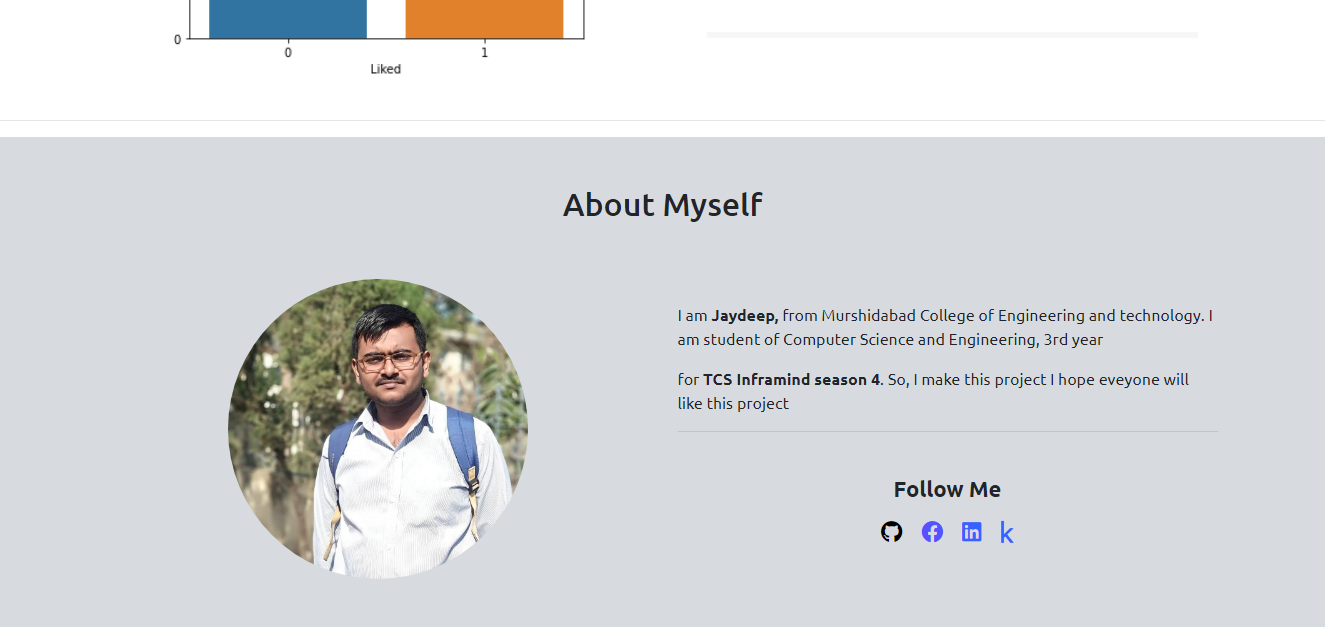 0
0 1
Liked
About Myself
I am Jaydeep, from Murshidabad College of Engineering and technology. I
am student of Computer Science and Engineering, 3rd year
for TCS Inframind season 4. So, I make this project I hope eveyone will
like this project
Follow Me